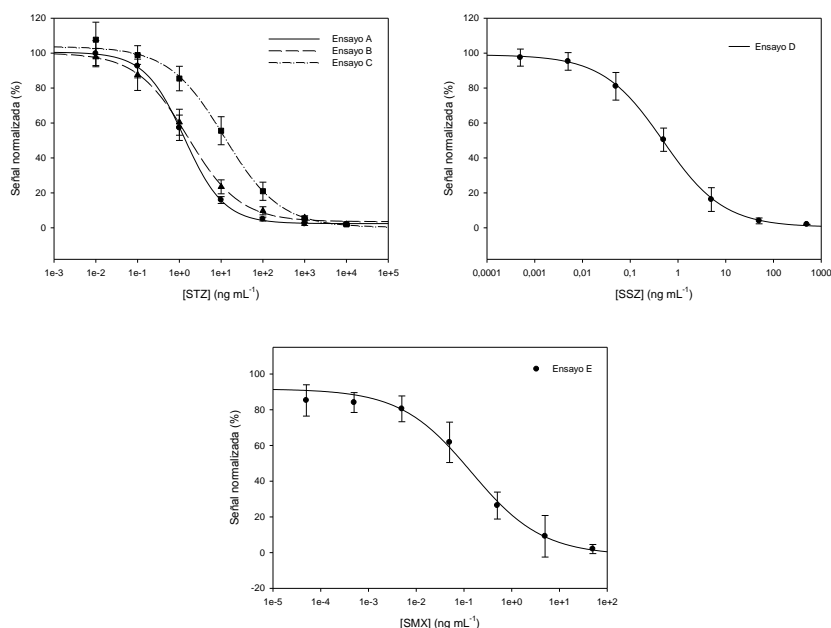 120
100
80
60
40
20
0
Señal normalizada (%)
1e-3 1e-2 1e-1 1e+0 1e+1 1e+2 1e+3 1e+4 1e+5
[STZ] (ng mL⁻¹)
Ensayo A
Ensayo B
Ensayo C
120
100
80
60
40
20
0
Señal normalizada (%)
0,0001 0,001 0,01 0,1 1 10 100 1000
[SSZ] (ng mL⁻¹)
Ensayo D
100
80
60
40
20
0
-20
Señal normalizada (%)
1e-5 1e-4 1e-3 1e-2 1e-1 1e+0 1e+1 1e+2
[SMX] (ng mL⁻¹)
Ensayo E